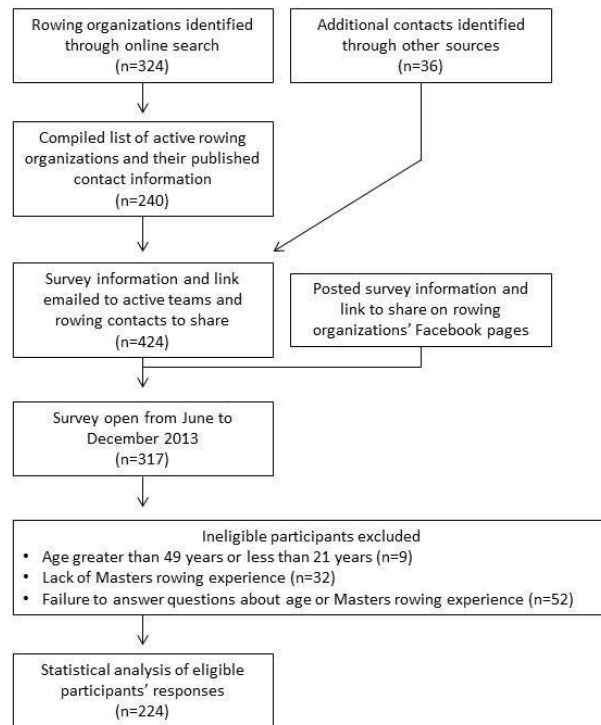 Rowing organizations identified
through online search
(n=324)
Additional contacts identified
through other sources
(n=36)
Compiled list of active rowing
organizations and their published
contact information
(n=240)
Survey information and link
emailed to active teams and
rowing contacts to share
(n=424)
Posted survey information and
link to share on rowing
organizations’ Facebook pages
Survey open from June to
December 2013
(n=317)
Ineligible participants excluded
• Age greater than 49 years or less than 21 years (n=9)
• Lack of Masters rowing experience (n=32)
• Failure to answer questions about age or Masters rowing experience (n=52)
Statistical analysis of eligible
participants’ responses
(n=224)